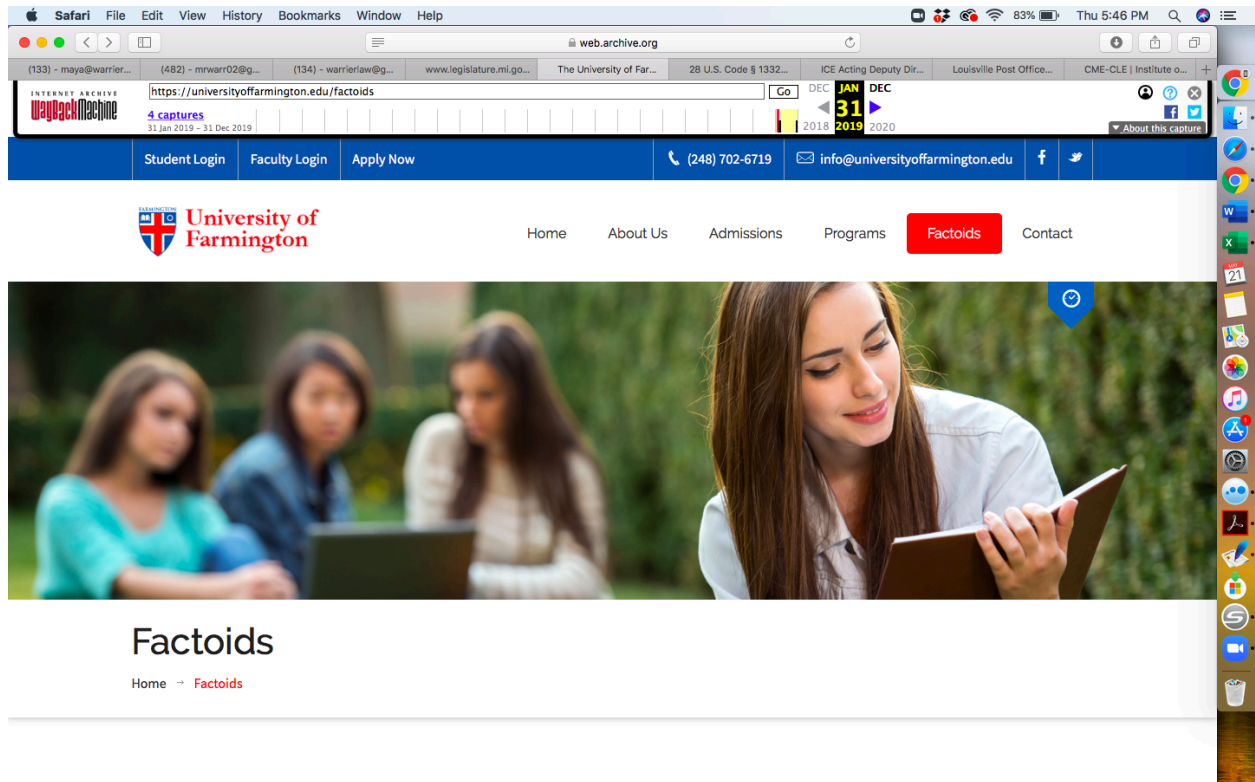 Safari File Edit View History Bookmarks Window Help 83% Thu 5:46 PM
web.archive.org
(133) – maya@warrier... (482) – mrwarr02@g... (134) – warrierlaw@g... www.legislature.mi.go... The University of Far... 28 U.S. Code § 1332... ICE Acting Deputy Dir... Louisville Post Office... CME-CLE | Institute o... +
INTERNET ARCHIVE
WayBackMachine
https://universityoffarmington.edu/factoids Go
4 captures
31 Jan 2019 – 31 Dec 2019
DEC JAN DEC
31
2018 2019 2020
About this capture
Student Login Faculty Login Apply Now (248) 702-6719 info@universityoffarmington.edu
FARMINGTON
University of
Farmington
Home About Us Admissions Programs Factoids Contact
Factoids
Home → Factoids
MAY
21